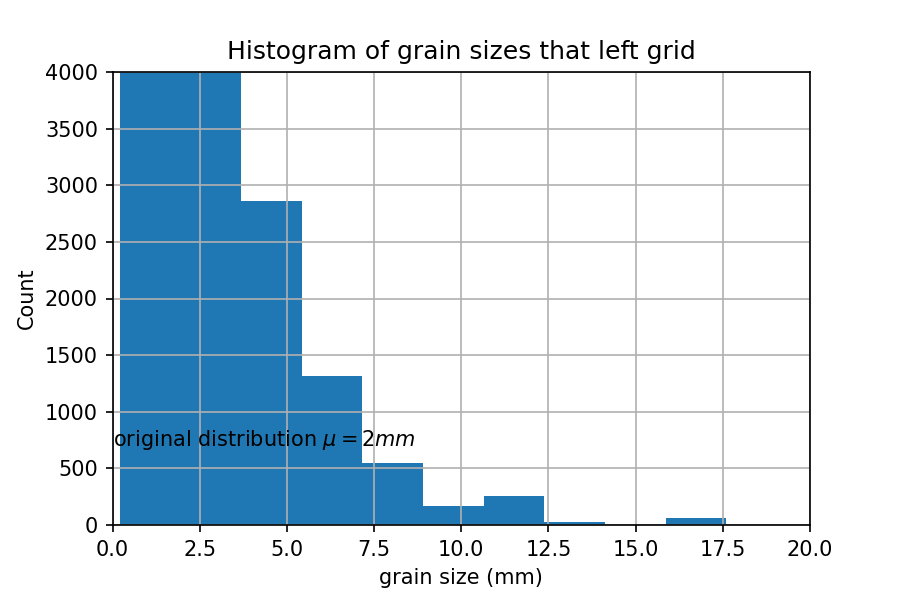 Histogram of grain sizes that left grid
4000
3500
3000
2500
2000
1500
1000
500
0
Count
original distribution μ = 2mm
0.0 2.5 5.0 7.5 10.0 12.5 15.0 17.5 20.0
grain size (mm)